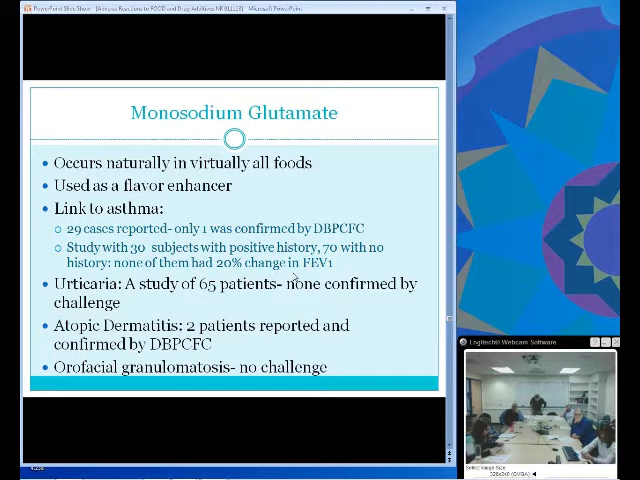 PowerPoint Slide Show - [Adverse Reactions to FOOD and Drug Additives NR (11113) - Microsoft PowerPoint
Monosodium Glutamate
Occurs naturally in virtually all foods
Used as a flavor enhancer
Link to asthma:
29 cases reported- only 1 was confirmed by DBPCFC
Study with 30 subjects with positive history, 70 with no
history: none of them had 20% change in FEV1
Urticaria: A study of 65 patients- none confirmed by
challenge
Atopic Dermatitis: 2 patients reported and
confirmed by DBPCFC
Orofacial granulomatosis- no challenge
Logitech® Webcam Software
Select Image Size
320x240 (QVGA)